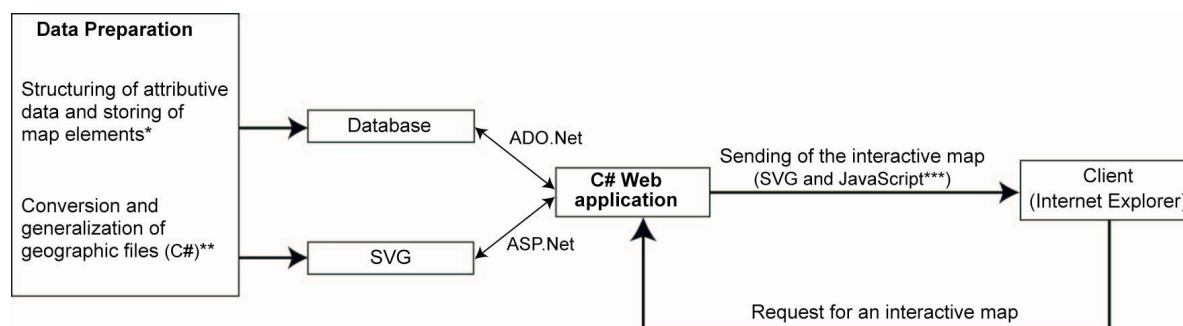 Data Preparation
Structuring of attributive
data and storing of
map elements*
Conversion and
generalization of
geographic files (C#)**
Database
SVG
ADO.Net
ASP.Net
C# Web
application
Sending of the interactive map
(SVG and JavaScript***)
Client
(Internet Explorer)
Request for an interactive map